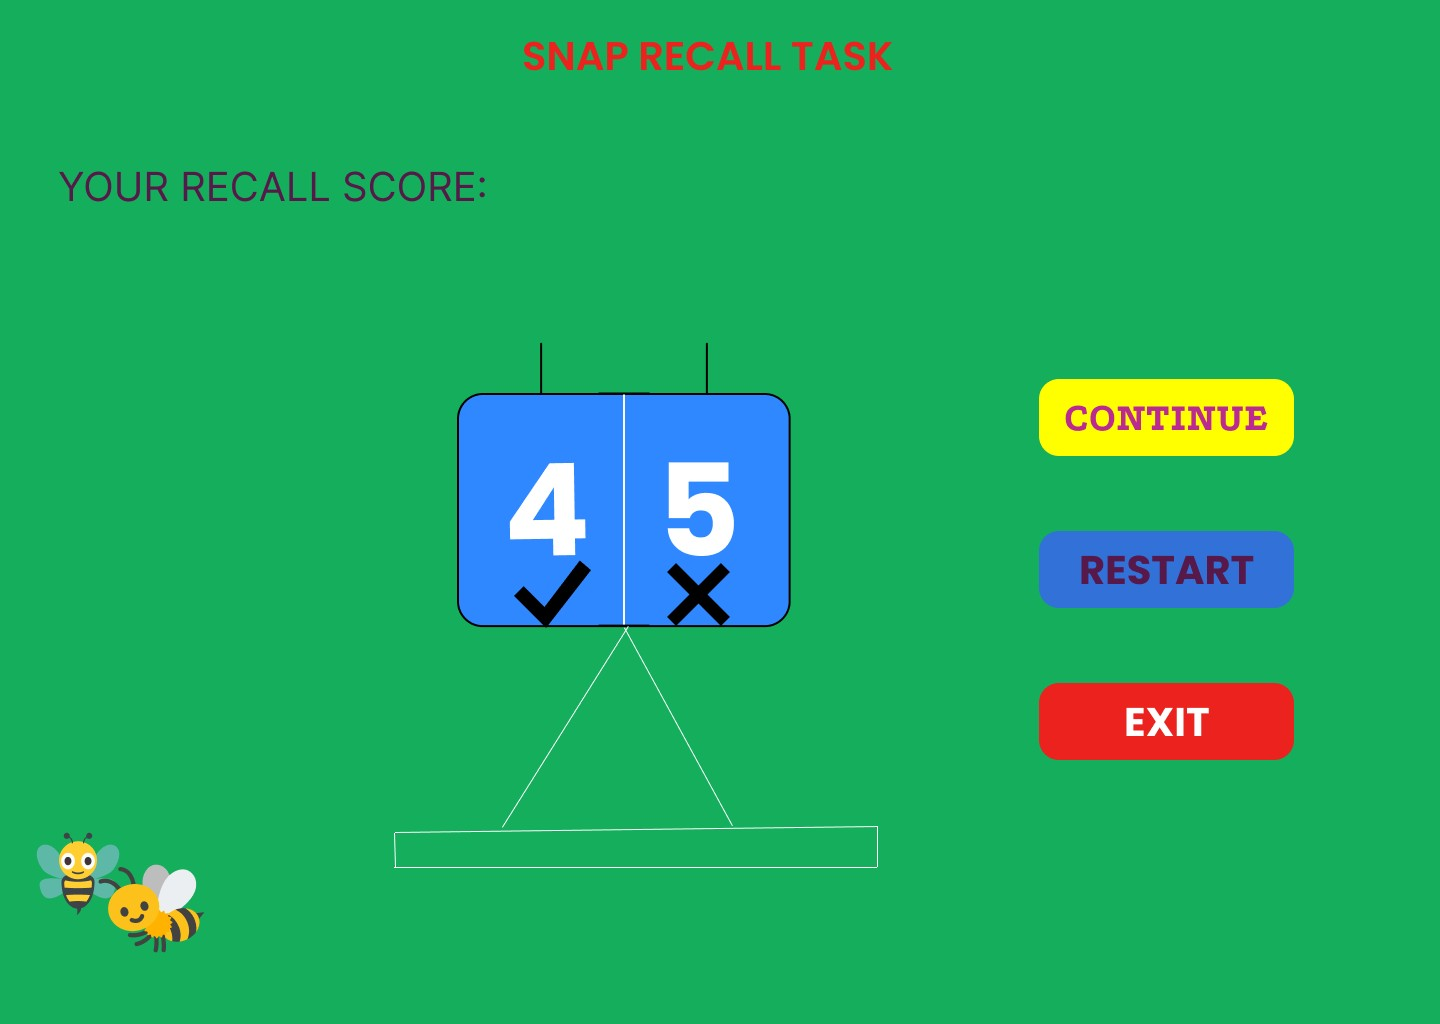 SNAP RECALL TASK
YOUR RECALL SCORE:
4 5
CONTINUE
RESTART
EXIT